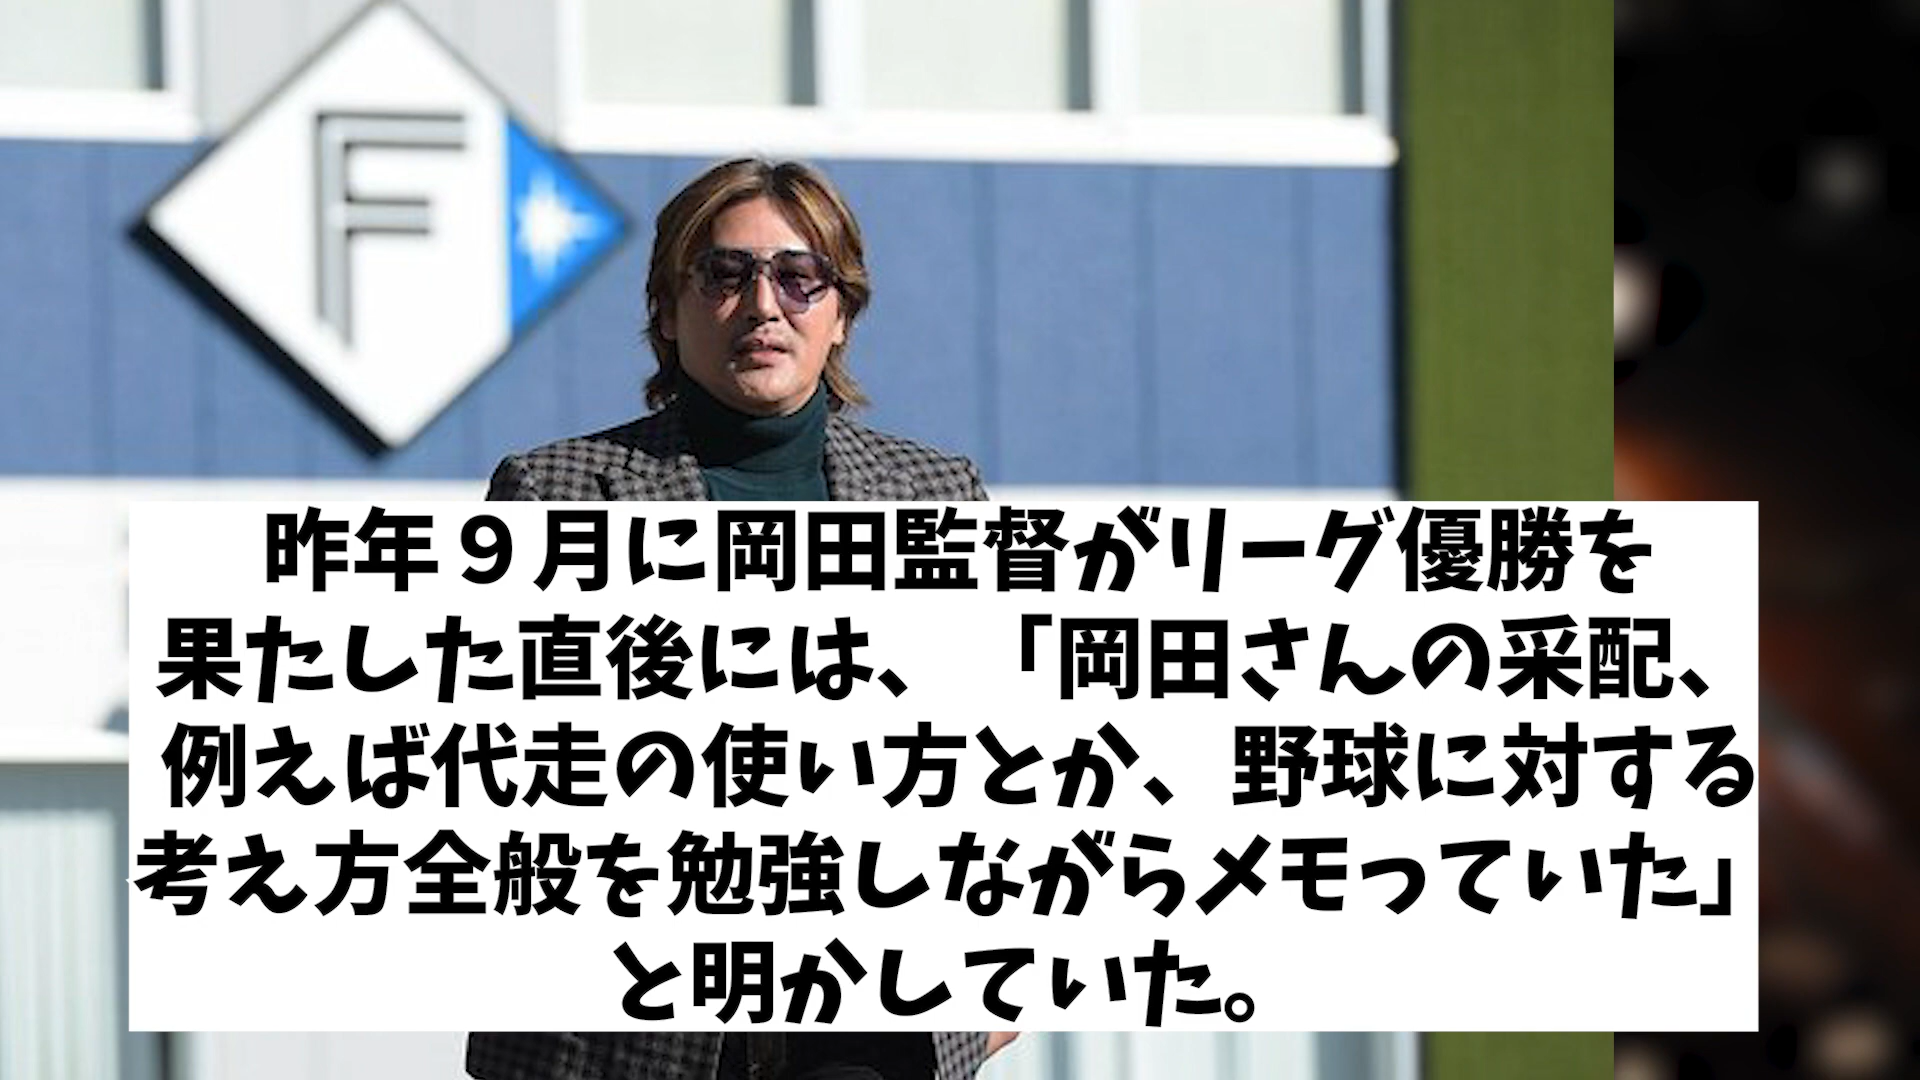 F
昨年９月に岡田監督がリーグ優勝を
果たした直後には、「岡田さんの采配、
例えば代走の使い方とか、野球に対する
考え方全般を勉強しながらメモっていた」
と明かしていた。